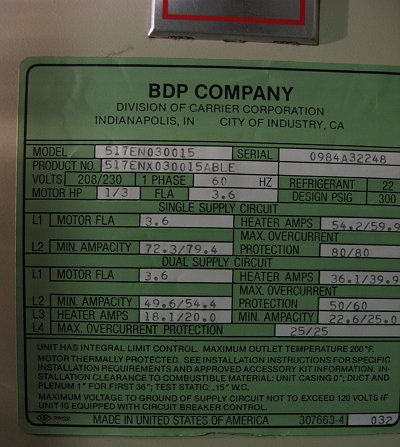 BDP COMPANY
DIVISION OF CARRIER CORPORATION
INDIANAPOLIS, IN CITY OF INDUSTRY, CA
MODEL 517EN030015 SERIAL 0984A32248
PRODUCT NO. 517ENX030015ABLE
VOLTS 208/230 1 PHASE 60 HZ REFRIGERANT 22
MOTOR HP 1/3 FLA 3.6 DESIGN PSIG 300
SINGLE SUPPLY CIRCUIT
L1 MOTOR FLA 3.6 HEATER AMPS 54.2/59.9
MAX. OVERCURRENT
L2 MIN. AMPACITY 72.3/79.4 PROTECTION 80/80
DUAL SUPPLY CIRCUIT
L1 MOTOR FLA 3.6 HEATER AMPS 36.1/39.9
MAX. OVERCURRENT
L2 MIN. AMPACITY 49.6/54.4 PROTECTION 50/60
L3 HEATER AMPS 18.1/20.0 MIN. AMPACITY 22.6/25.0
L4 MAX. OVERCURRENT PROTECTION 25/25
UNIT HAS INTEGRAL LIMIT CONTROL. MAXIMUM OUTLET TEMPERATURE 200°F.
MOTOR THERMALLY PROTECTED. SEE INSTALLATION INSTRUCTIONS FOR SPECIFIC
INSTALLATION REQUIREMENTS AND APPROVED ACCESSORY KIT INFORMATION. IN-
STALLATION CLEARANCE TO COMBUSTIBLE MATERIAL: UNIT CASING 0"; DUCT AND
PLENUM 1" FOR FIRST 36"; TEST STATIC .15" W.C.
MAXIMUM VOLTAGE TO GROUND OF SUPPLY CIRCUIT NOT TO EXCEED 120 VOLTS IF
UNIT IS EQUIPPED WITH CIRCUIT BREAKER CONTROL.
PPGK MADE IN UNITED STATES OF AMERICA 307663-4 032